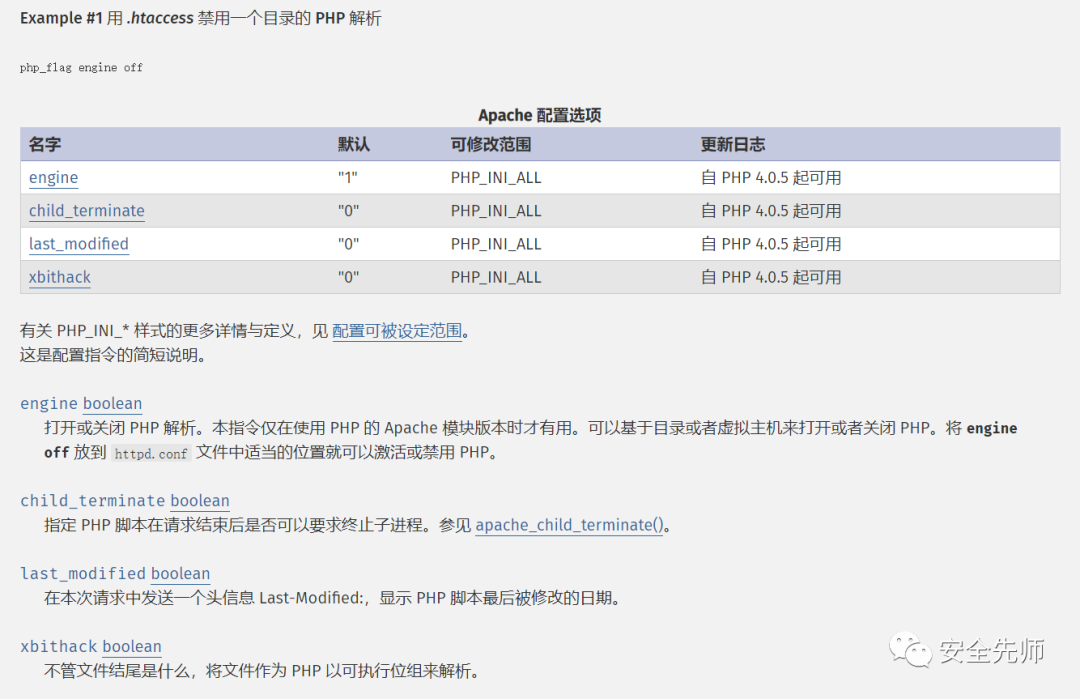 Example #1 用 .htaccess 禁用一个目录的 PHP 解析
php_flag engine off
Apache 配置选项
名字 默认 可修改范围 更新日志
engine "1" PHP_INI_ALL 自 PHP 4.0.5 起可用
child_terminate "0" PHP_INI_ALL 自 PHP 4.0.5 起可用
last_modified "0" PHP_INI_ALL 自 PHP 4.0.5 起可用
xbithack "0" PHP_INI_ALL 自 PHP 4.0.5 起可用
有关 PHP_INI_* 样式的更多详情与定义，见 配置可被设定范围。
这是配置指令的简短说明。
engine boolean
打开或关闭 PHP 解析。本指令仅在使用 PHP 的 Apache 模块版本时才有用。可以基于目录或者虚拟主机来打开或者关闭 PHP。将 engine
off 放到 httpd.conf 文件中适当的位置就可以激活或禁用 PHP。
child_terminate boolean
指定 PHP 脚本在请求结束后是否可以要求终止子进程。参见 apache_child_terminate()。
last_modified boolean
在本次请求中发送一个头信息 Last-Modified:，显示 PHP 脚本最后被修改的日期。
xbithack boolean
不管文件结尾是什么，将文件作为 PHP 以可执行位组来解析。
安全先师